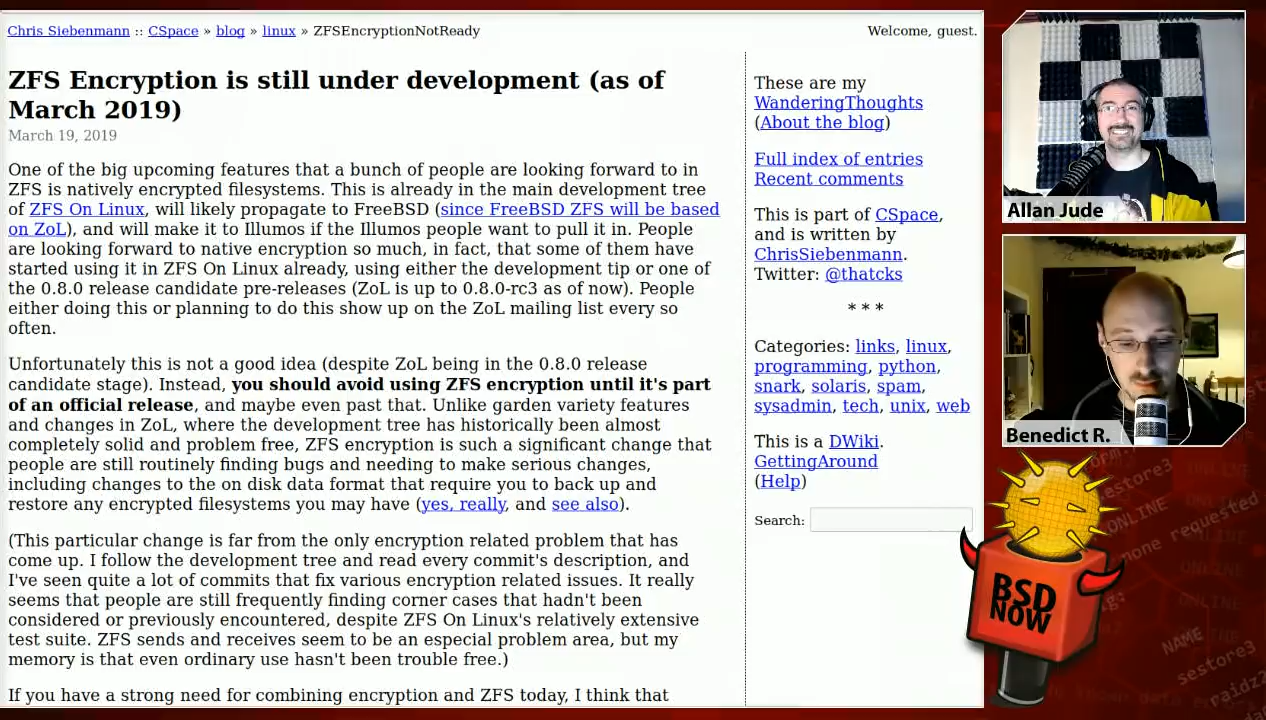 Chris Siebenmann :: CSpace » blog » linux » ZFSEncryptionNotReady
Welcome, guest.
ZFS Encryption is still under development (as of
March 2019)
March 19, 2019
One of the big upcoming features that a bunch of people are looking forward to in
ZFS is natively encrypted filesystems. This is already in the main development tree
of ZFS On Linux, will likely propagate to FreeBSD (since FreeBSD ZFS will be based
on ZoL), and will make it to Illumos if the Illumos people want to pull it in. People
are looking forward to native encryption so much, in fact, that some of them have
started using it in ZFS On Linux already, using either the development tip or one of
the 0.8.0 release candidate pre-releases (ZoL is up to 0.8.0-rc3 as of now). People
either doing this or planning to do this show up on the ZoL mailing list every so
often.
Unfortunately this is not a good idea (despite ZoL being in the 0.8.0 release
candidate stage). Instead, you should avoid using ZFS encryption until it's part
of an official release, and maybe even past that. Unlike garden variety features
and changes in ZoL, where the development tree has historically been almost
completely solid and problem free, ZFS encryption is such a significant change that
people are still routinely finding bugs and needing to make serious changes,
including changes to the on disk data format that require you to back up and
restore any encrypted filesystems you may have (yes, really, and see also).
(This particular change is far from the only encryption related problem that has
come up. I follow the development tree and read every commit's description, and
I've seen quite a lot of commits that fix various encryption related issues. It really
seems that people are still frequently finding corner cases that hadn't been
considered or previously encountered, despite ZFS On Linux's relatively extensive
test suite. ZFS sends and receives seem to be an especial problem area, but my
memory is that even ordinary use hasn't been trouble free.)
If you have a strong need for combining encryption and ZFS today, I think that
These are my
WanderingThoughts
(About the blog)
Full index of entries
Recent comments
This is part of CSpace,
and is written by
ChrisSiebenmann.
Twitter: @thatcks
* * *
Categories: links, linux,
programming, python,
snark, solaris, spam,
sysadmin, tech, unix, web
This is a DWiki.
GettingAround
(Help)
Search:
Allan Jude
Benedict R.
BSD
NOW
estore3
ONLINE
none requested
ONLINE
NAME
sestore3
raidz2